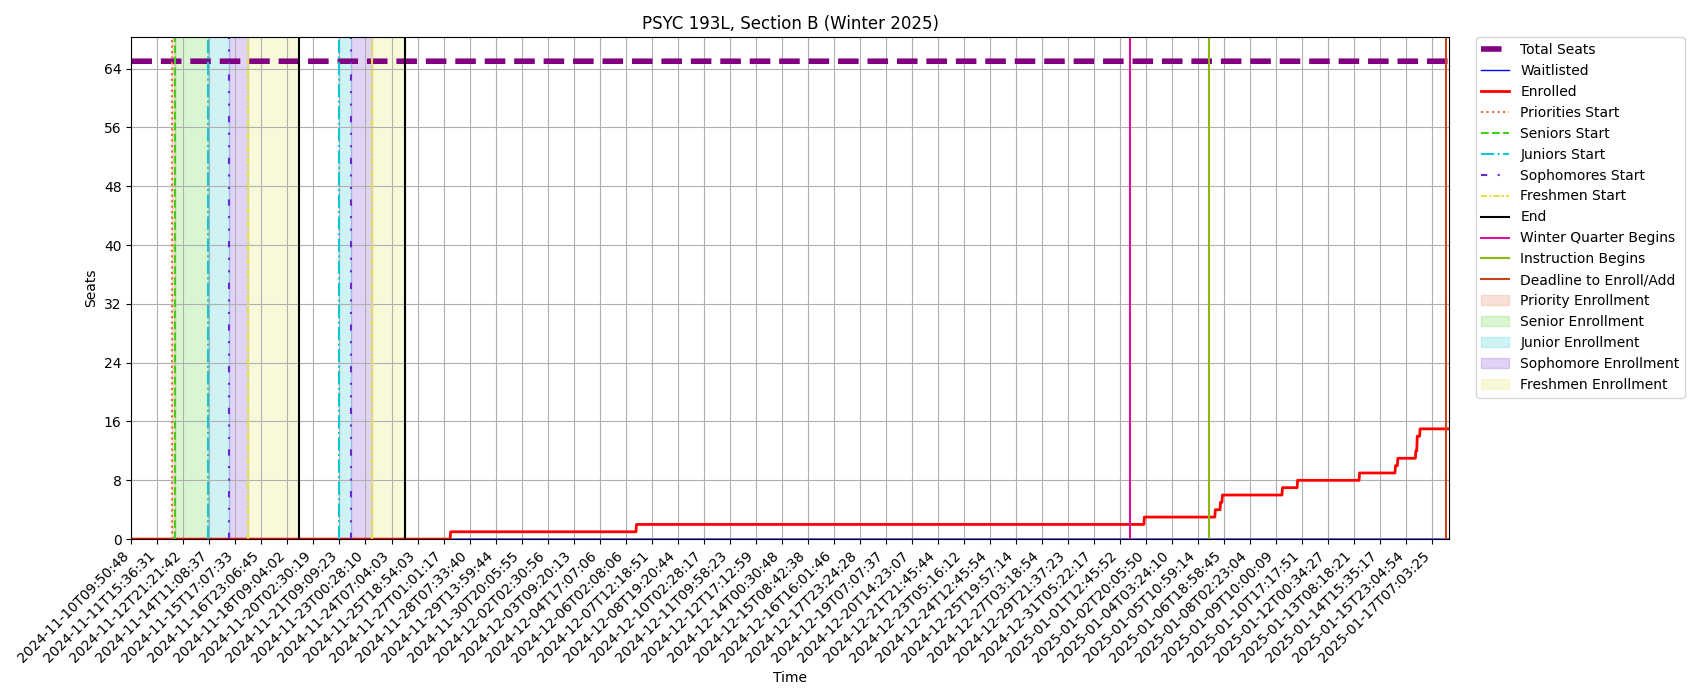 PSYC 193L, Section B (Winter 2025)
Seats
64
56
48
40
32
24
16
8
0
2024-11-10T09:50:48
2024-11-11T15:36:31
2024-11-12T21:21:42
2024-11-14T11:08:37
2024-11-15T17:07:33
2024-11-16T23:06:45
2024-11-18T09:04:02
2024-11-20T02:30:19
2024-11-21T09:09:23
2024-11-23T00:28:10
2024-11-24T07:04:03
2024-11-25T18:54:03
2024-11-27T01:01:17
2024-11-28T07:33:40
2024-11-29T13:59:44
2024-11-30T20:05:55
2024-12-02T02:30:56
2024-12-03T09:20:13
2024-12-04T17:07:06
2024-12-06T02:08:06
2024-12-07T12:18:51
2024-12-08T19:20:44
2024-12-10T02:28:17
2024-12-11T09:58:23
2024-12-12T17:12:59
2024-12-14T00:30:48
2024-12-15T08:42:38
2024-12-16T16:01:46
2024-12-17T23:24:28
2024-12-19T07:07:37
2024-12-20T14:23:07
2024-12-21T21:45:44
2024-12-23T05:16:12
2024-12-24T12:45:54
2024-12-25T19:57:14
2024-12-27T03:18:54
2024-12-29T21:37:23
2024-12-31T05:22:17
2025-01-01T12:45:52
2025-01-02T20:05:50
2025-01-04T03:24:10
2025-01-05T10:59:14
2025-01-06T18:58:45
2025-01-08T02:23:04
2025-01-09T10:00:09
2025-01-10T17:17:51
2025-01-12T00:34:27
2025-01-13T08:18:21
2025-01-14T15:35:17
2025-01-15T23:04:54
2025-01-17T07:03:25
Time
Total Seats
Waitlisted
Enrolled
Priorities Start
Seniors Start
Juniors Start
Sophomores Start
Freshmen Start
End
Winter Quarter Begins
Instruction Begins
Deadline to Enroll/Add
Priority Enrollment
Senior Enrollment
Junior Enrollment
Sophomore Enrollment
Freshmen Enrollment